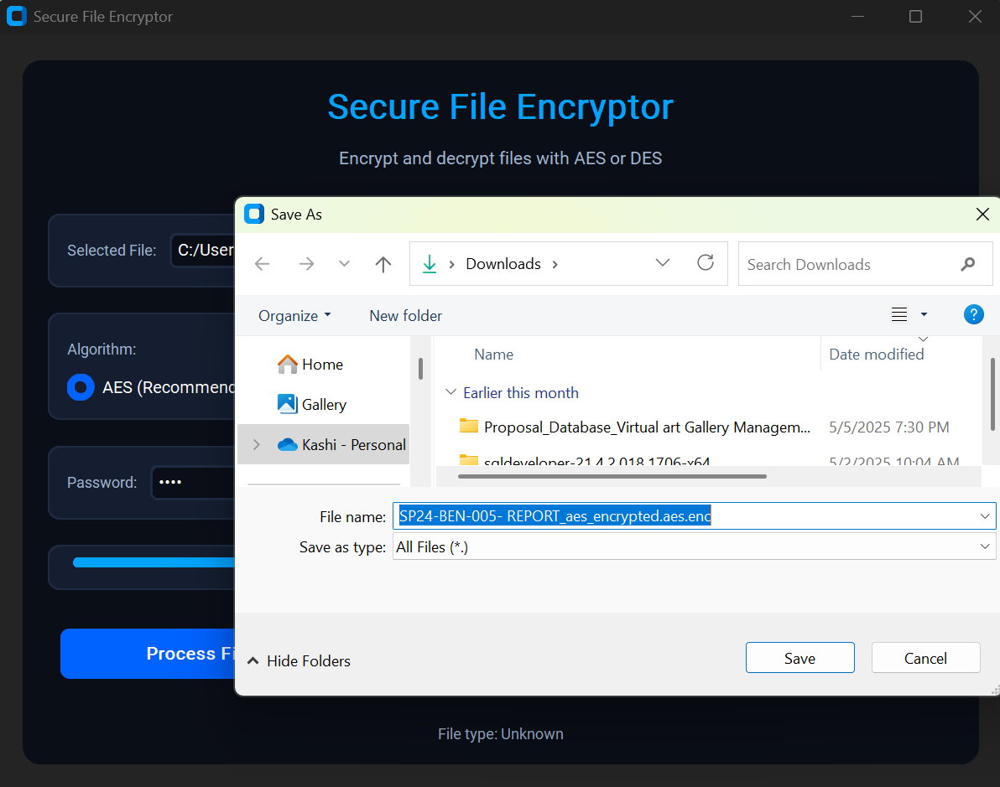 Secure File Encryptor
Secure File Encryptor
Encrypt and decrypt files with AES or DES
Selected File: C:/User
Algorithm:
AES (Recommend
Password: ••••
Process Fi
File type: Unknown
Save As
Downloads
Search Downloads
Organize
New folder
?
Home
Gallery
Kashi - Personal
Name
Date modified
Earlier this month
Proposal_Database_Virtual art Gallery Managem... 5/5/2025 7:30 PM
sqldeveloper-21.4.2.018.1706-x64 5/2/2025 10:04 AM
File name: SP24-BEN-005- REPORT_aes_encrypted.aes.enc
Save as type: All Files (*.)
Hide Folders
Save
Cancel